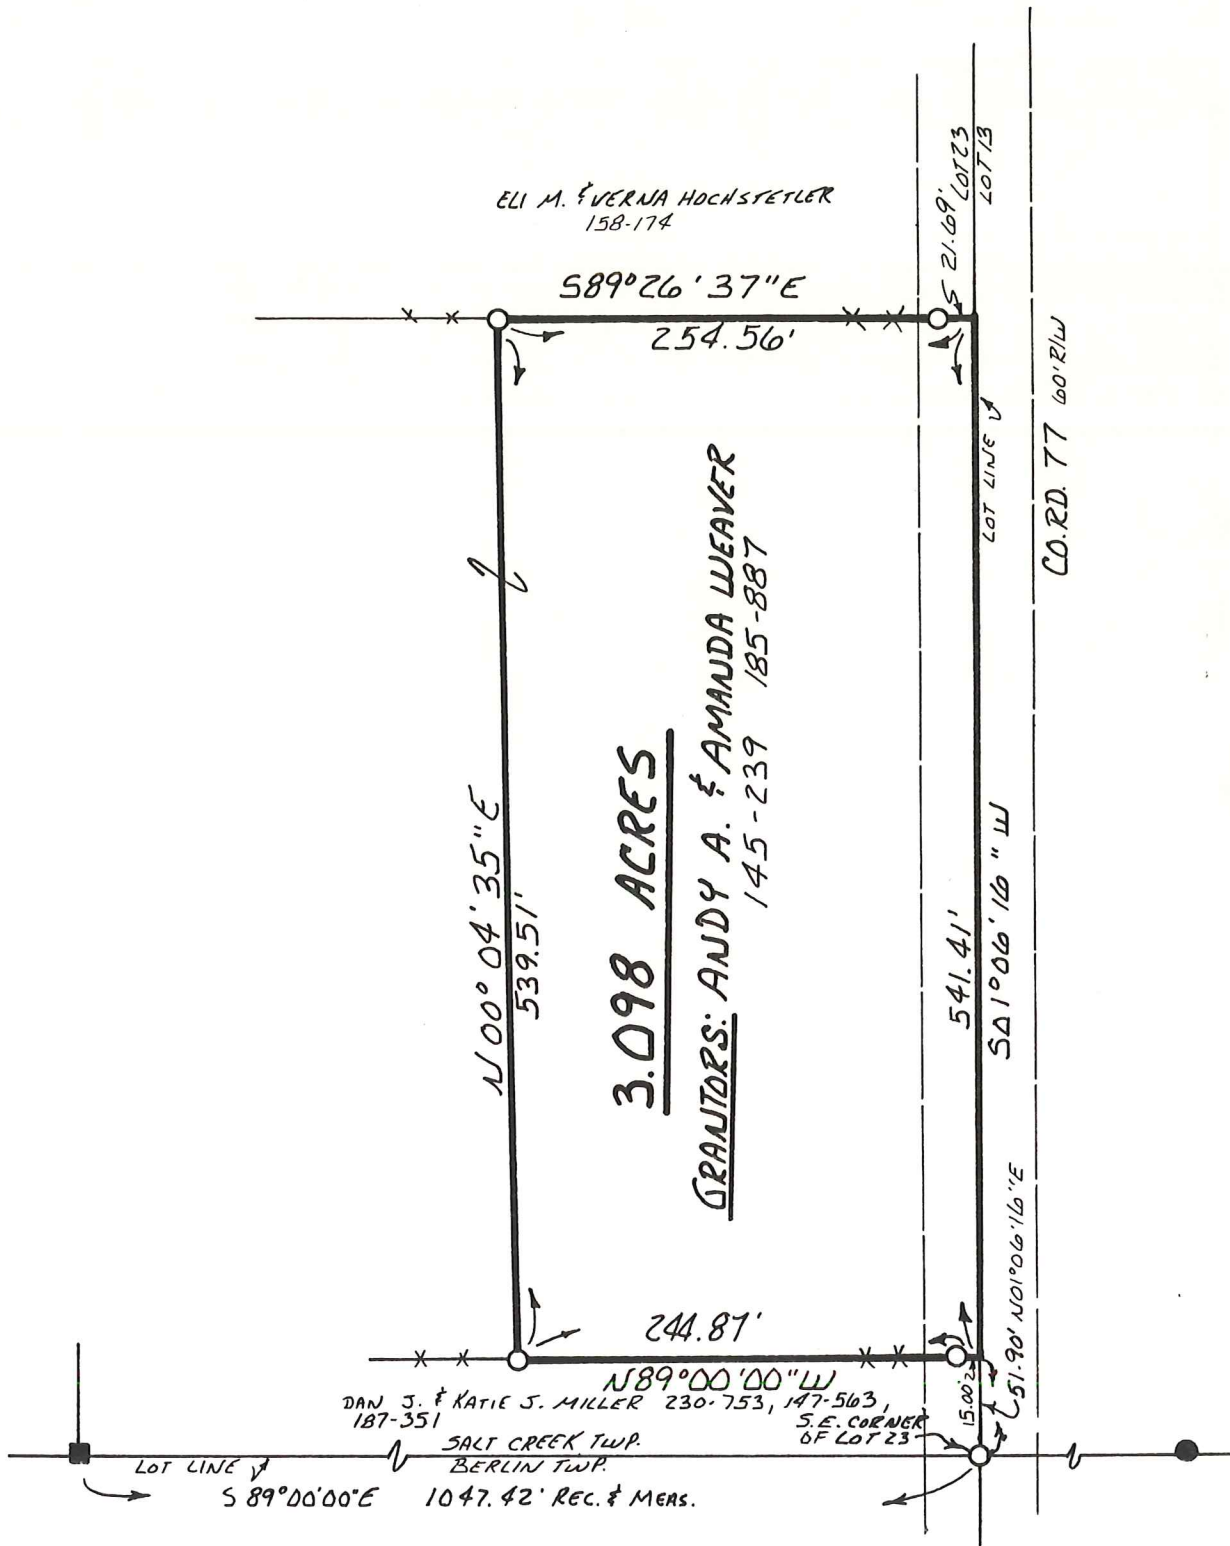 LOT 23
LOT 13
S 21.69'
ELI M. & VERNA HOCHSTETLER
158-174
S89°26'37"E
254.56'
LOT LINE
CO.RD. 77 60' R/W
N 00° 04' 35" E
539.51'
3.098 ACRES
GRANTORS: ANDY A. & AMANDA WEAVER
145-239 185-887
541.41'
S01°06'16" W
51.90' N01°06'16"E
15.00'
244.87'
N89°00'00"W
DAN J. & KATIE J. MILLER 230-753, 147-563,
187-351
S.E. CORNER
OF LOT 23
SALT CREEK TWP.
LOT LINE
BERLIN TWP.
S 89°00'00"E 1047.42' REC. & MEAS.